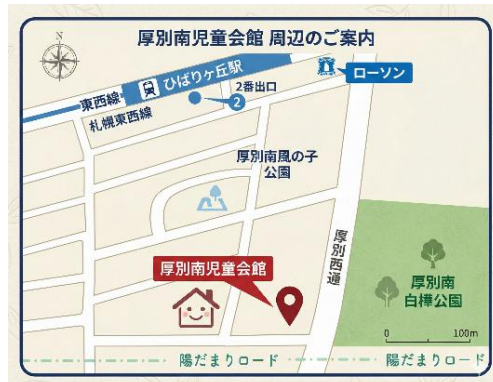 厚別南児童会館 周辺のご案内
N
ひばりヶ丘駅
ローソン
東西線
2番出口
2
札幌東西線
厚別南風の子
公園
厚別西通
厚別南児童会館
厚別南
白樺公園
0 100m
陽だまりロード
陽だまりロード